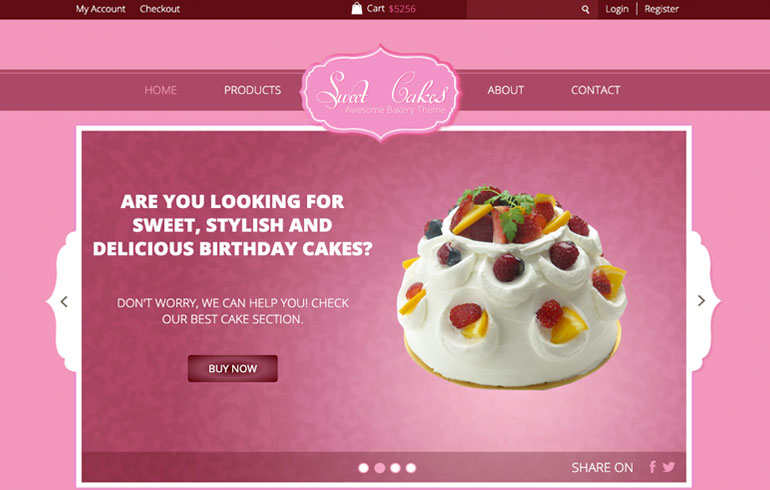 My Account Checkout Cart $5256 Login Register
HOME PRODUCTS Sweet Cakes ABOUT CONTACT
Awesome Bakery Theme
ARE YOU LOOKING FOR
SWEET, STYLISH AND
DELICIOUS BIRTHDAY CAKES?
DON'T WORRY, WE CAN HELP YOU! CHECK
OUR BEST CAKE SECTION.
BUY NOW
SHARE ON